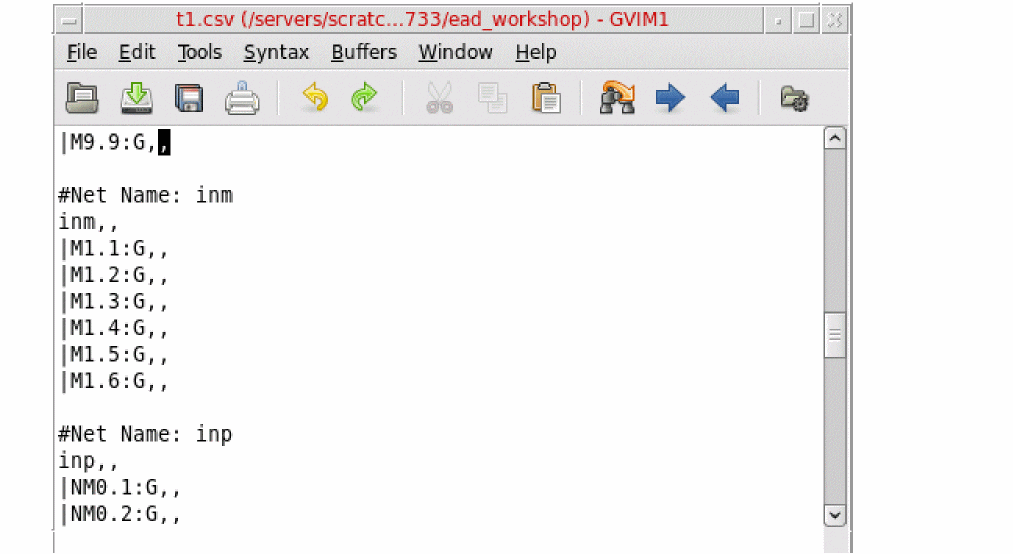 t1.csv (/servers/scratc...733/ead_workshop) - GVIM1
File Edit Tools Syntax Buffers Window Help
|M9.9:G,,
#Net Name: inm
inm,,
|M1.1:G,,
|M1.2:G,,
|M1.3:G,,
|M1.4:G,,
|M1.5:G,,
|M1.6:G,,
#Net Name: inp
inp,,
|NM0.1:G,,
|NM0.2:G,,